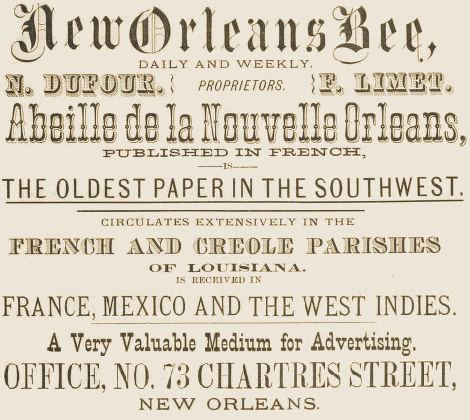 New Orleans Bee,
DAILY AND WEEKLY.
N. DUFOUR. PROPRIETORS. F. LIMET.
Abeille de la Nouvelle Orleans,
PUBLISHED IN FRENCH,
—IS—
THE OLDEST PAPER IN THE SOUTHWEST.
CIRCULATES EXTENSIVELY IN THE
FRENCH AND CREOLE PARISHES
OF LOUISIANA.
IS RECEIVED IN
FRANCE, MEXICO AND THE WEST INDIES.
A Very Valuable Medium for Advertising.
OFFICE, NO. 73 CHARTRES STREET,
NEW ORLEANS.